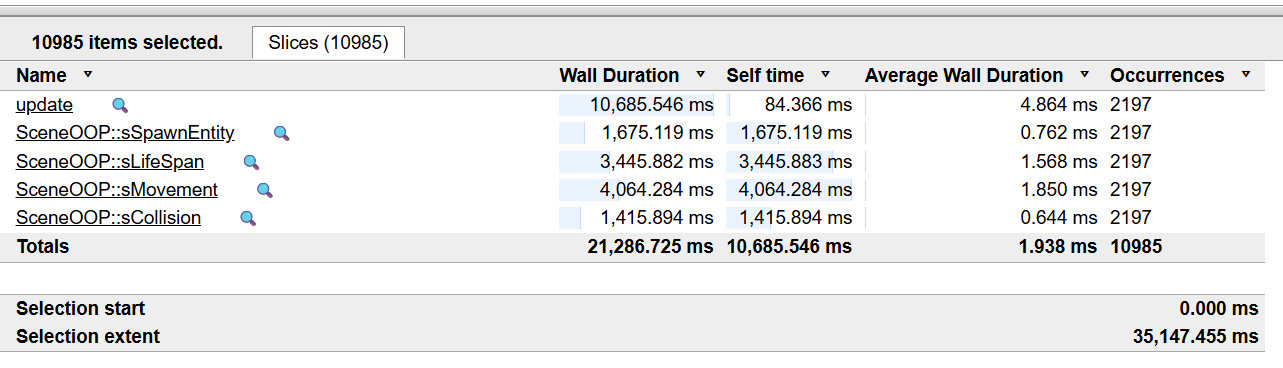 10985 items selected. Slices (10985)
Name ▼ Wall Duration ▼ Self time ▼ Average Wall Duration ▼ Occurrences ▼
update 10,685.546 ms 84.366 ms 4.864 ms 2197
SceneOOP::sSpawnEntity 1,675.119 ms 1,675.119 ms 0.762 ms 2197
SceneOOP::sLifeSpan 3,445.882 ms 3,445.883 ms 1.568 ms 2197
SceneOOP::sMovement 4,064.284 ms 4,064.284 ms 1.850 ms 2197
SceneOOP::sCollision 1,415.894 ms 1,415.894 ms 0.644 ms 2197
Totals 21,286.725 ms 10,685.546 ms 1.938 ms 10985
Selection start 0.000 ms
Selection extent 35,147.455 ms